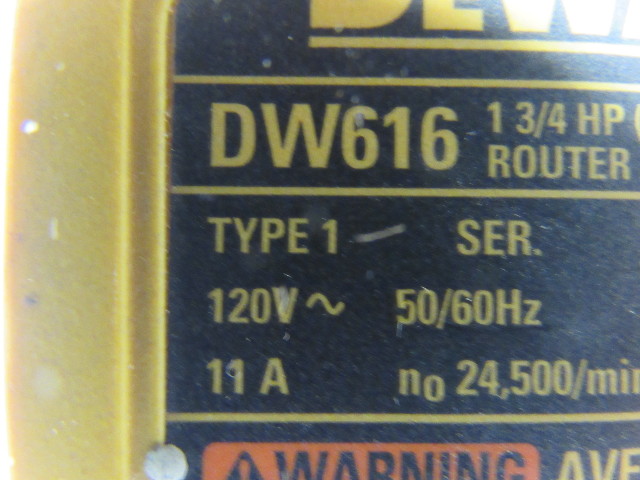 DW616 1 3/4 HP
ROUTER
TYPE 1 SER.
120V ~ 50/60Hz
11 A no 24,500/min
WARNING